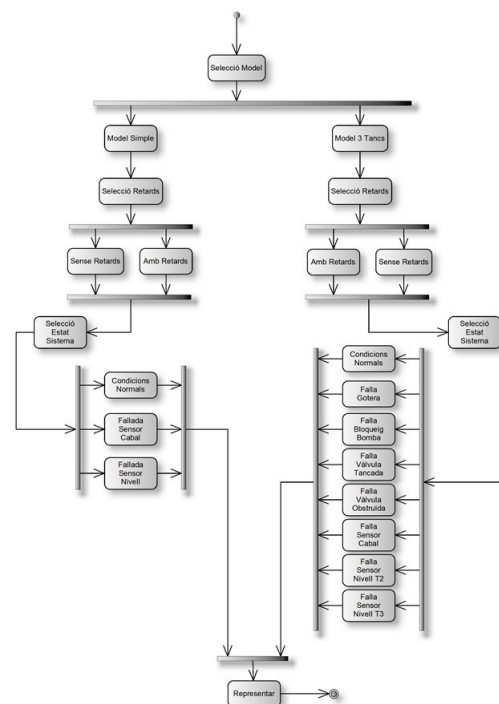 Selecció Model
Model Simple
Model 3 Tancs
Selecció Retards
Selecció Retards
Sense Retards
Amb Retards
Amb Retards
Sense Retards
Selecció
Estat
Sistema
Selecció
Estat
Sistema
Condicions
Normals
Fallada
Sensor
Cabal
Fallada
Sensor
Nivell
Condicions
Normals
Falla
Gotera
Falla
Bloqueig
Bomba
Falla
Vàlvula
Tancada
Falla
Vàlvula
Obstruïda
Falla
Sensor
Cabal
Falla
Sensor
Nivell T2
Falla
Sensor
Nivell T3
Representar